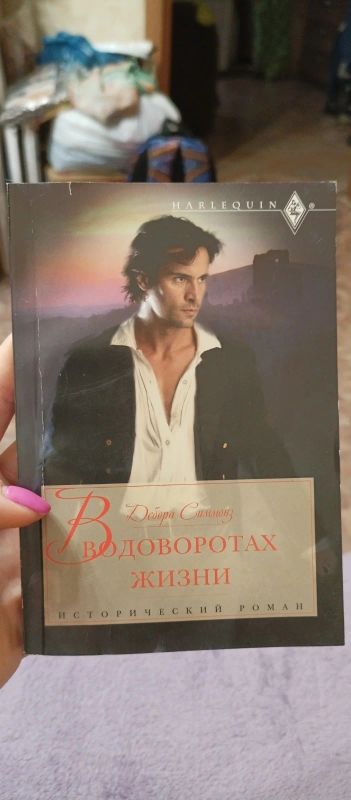 HARLEQUIN ®
Дебора Симмонз
В ВОДОВОРОТАХ
ЖИЗНИ
ИСТОРИЧЕСКИЙ РОМАН